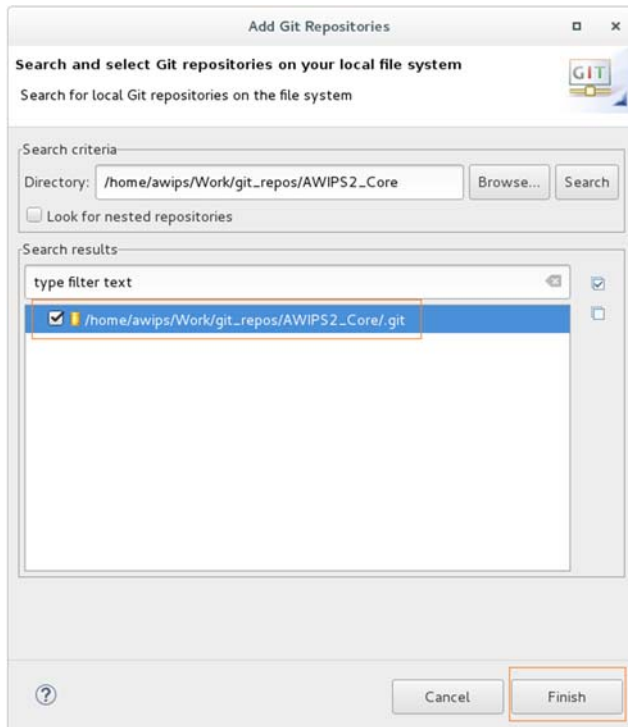 Add Git Repositories
Search and select Git repositories on your local file system
Search for local Git repositories on the file system
GIT
Search criteria
Directory: /home/awips/Work/git_repos/AWIPS2_Core Browse... Search
Look for nested repositories
Search results
type filter text
/home/awips/Work/git_repos/AWIPS2_Core/.git
? Cancel Finish